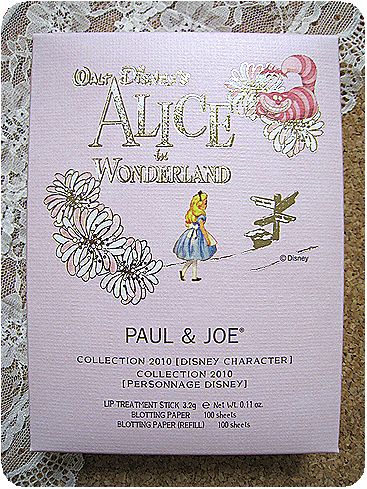 WALT DISNEY'S
ALICE
in
WONDERLAND
© Disney
PAUL & JOE®
COLLECTION 2010 [DISNEY CHARACTER]
COLLECTION 2010
[PERSONNAGE DISNEY]
LIP TREATMENT STICK 3.2g ℮ Net Wt. 0.11 oz.
BLOTTING PAPER 100 sheets
BLOTTING PAPER (REFILL) 100 sheets